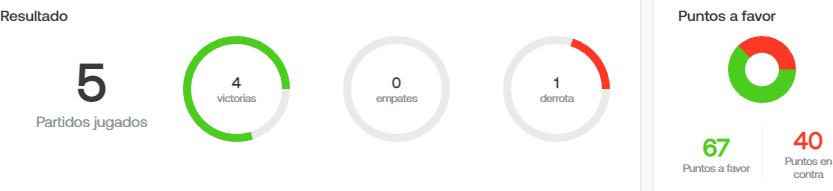 Resultado
5
Partidos jugados
4
victorias
0
empates
1
derrota
Puntos a favor
67
Puntos a favor
40
Puntos en
contra